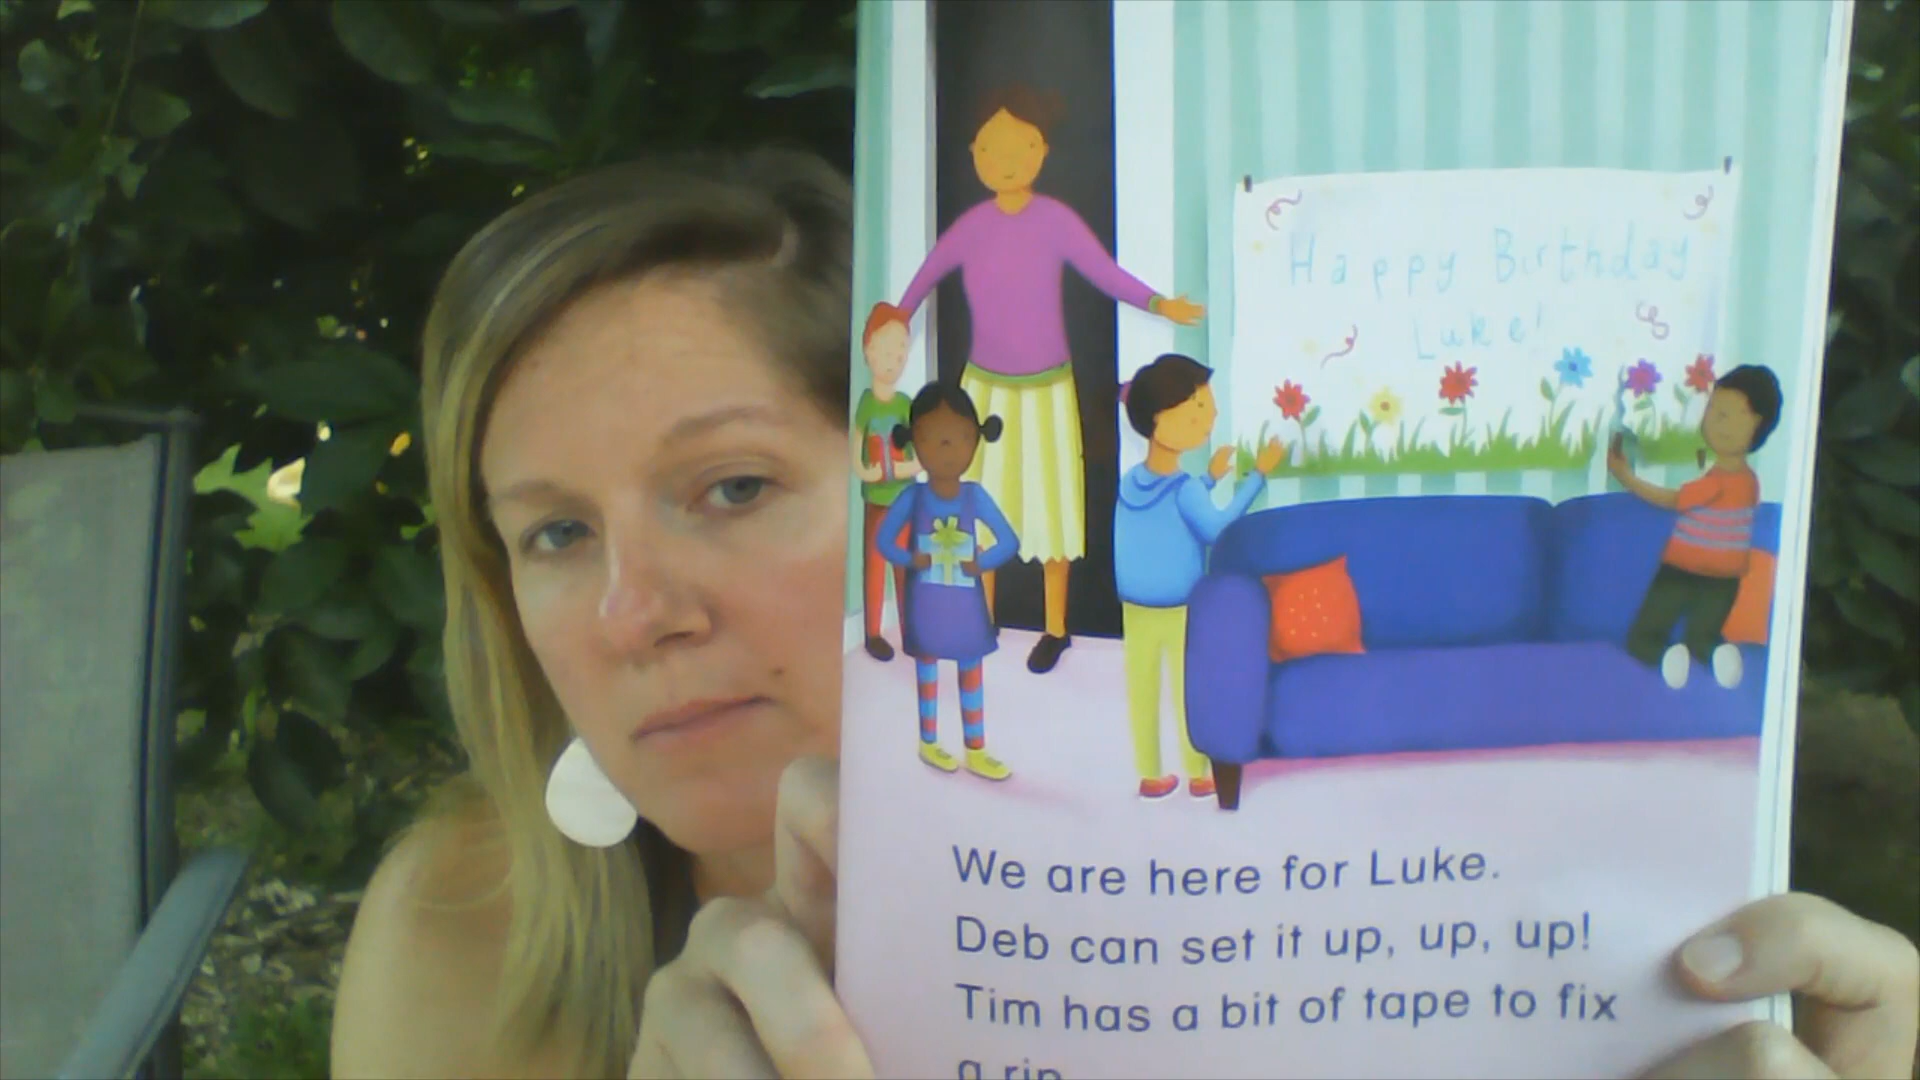 Happy Birthday
Luke!
We are here for Luke.
Deb can set it up, up, up!
Tim has a bit of tape to fix
a rip